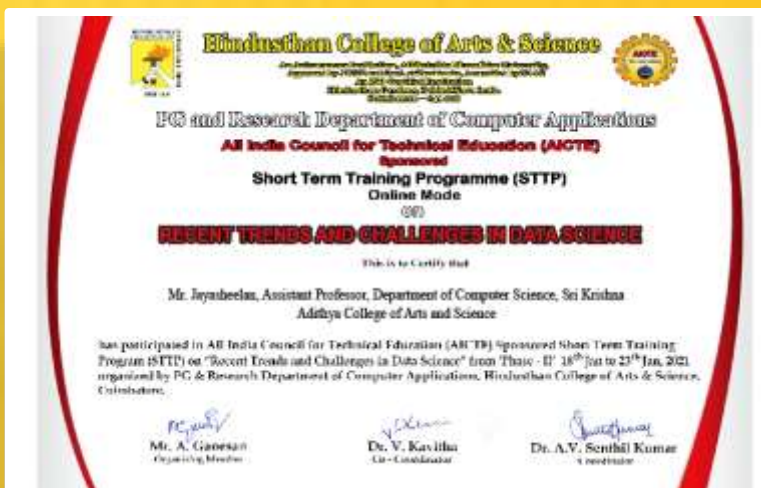 Hindusthan College of Arts & Science
PG and Research Department of Computer Applications
All India Council for Technical Education (AICTE)
Sponsored
Short Term Training Programme (STTP)
Online Mode
on
RECENT TRENDS AND CHALLENGES IN DATA SCIENCE
This is to Certify that
Mr. Jayasheelan, Assistant Professor, Department of Computer Science, Sri Krishna
Adithya College of Arts and Science
has participated in All India Council for Technical Education (AICTE) Sponsored Short Term Training
Program (STTP) on "Recent Trends and Challenges in Data Science" from 'Phase - II' 18th Jan to 23th Jan, 2021
organized by PG & Research Department of Computer Applications, Hindusthan College of Arts & Science,
Coimbatore.
Mr. A. Ganesan
Organizing Member
Dr. V. Kavitha
Co - Coordinator
Dr. A.V. Senthil Kumar
Coordinator